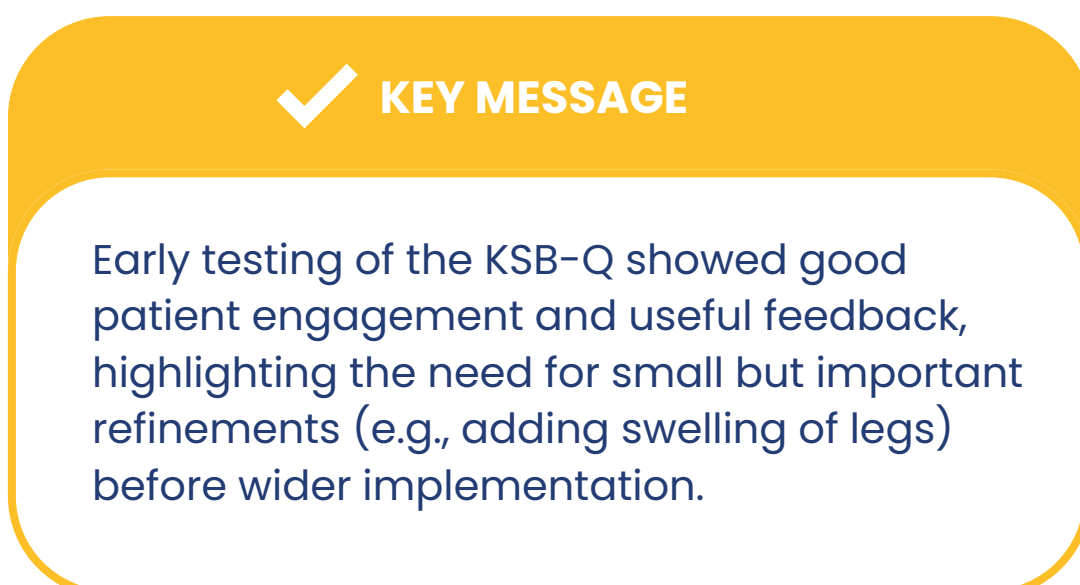 KEY MESSAGE
Early testing of the KSB-Q showed good
patient engagement and useful feedback,
highlighting the need for small but important
refinements (e.g., adding swelling of legs)
before wider implementation.